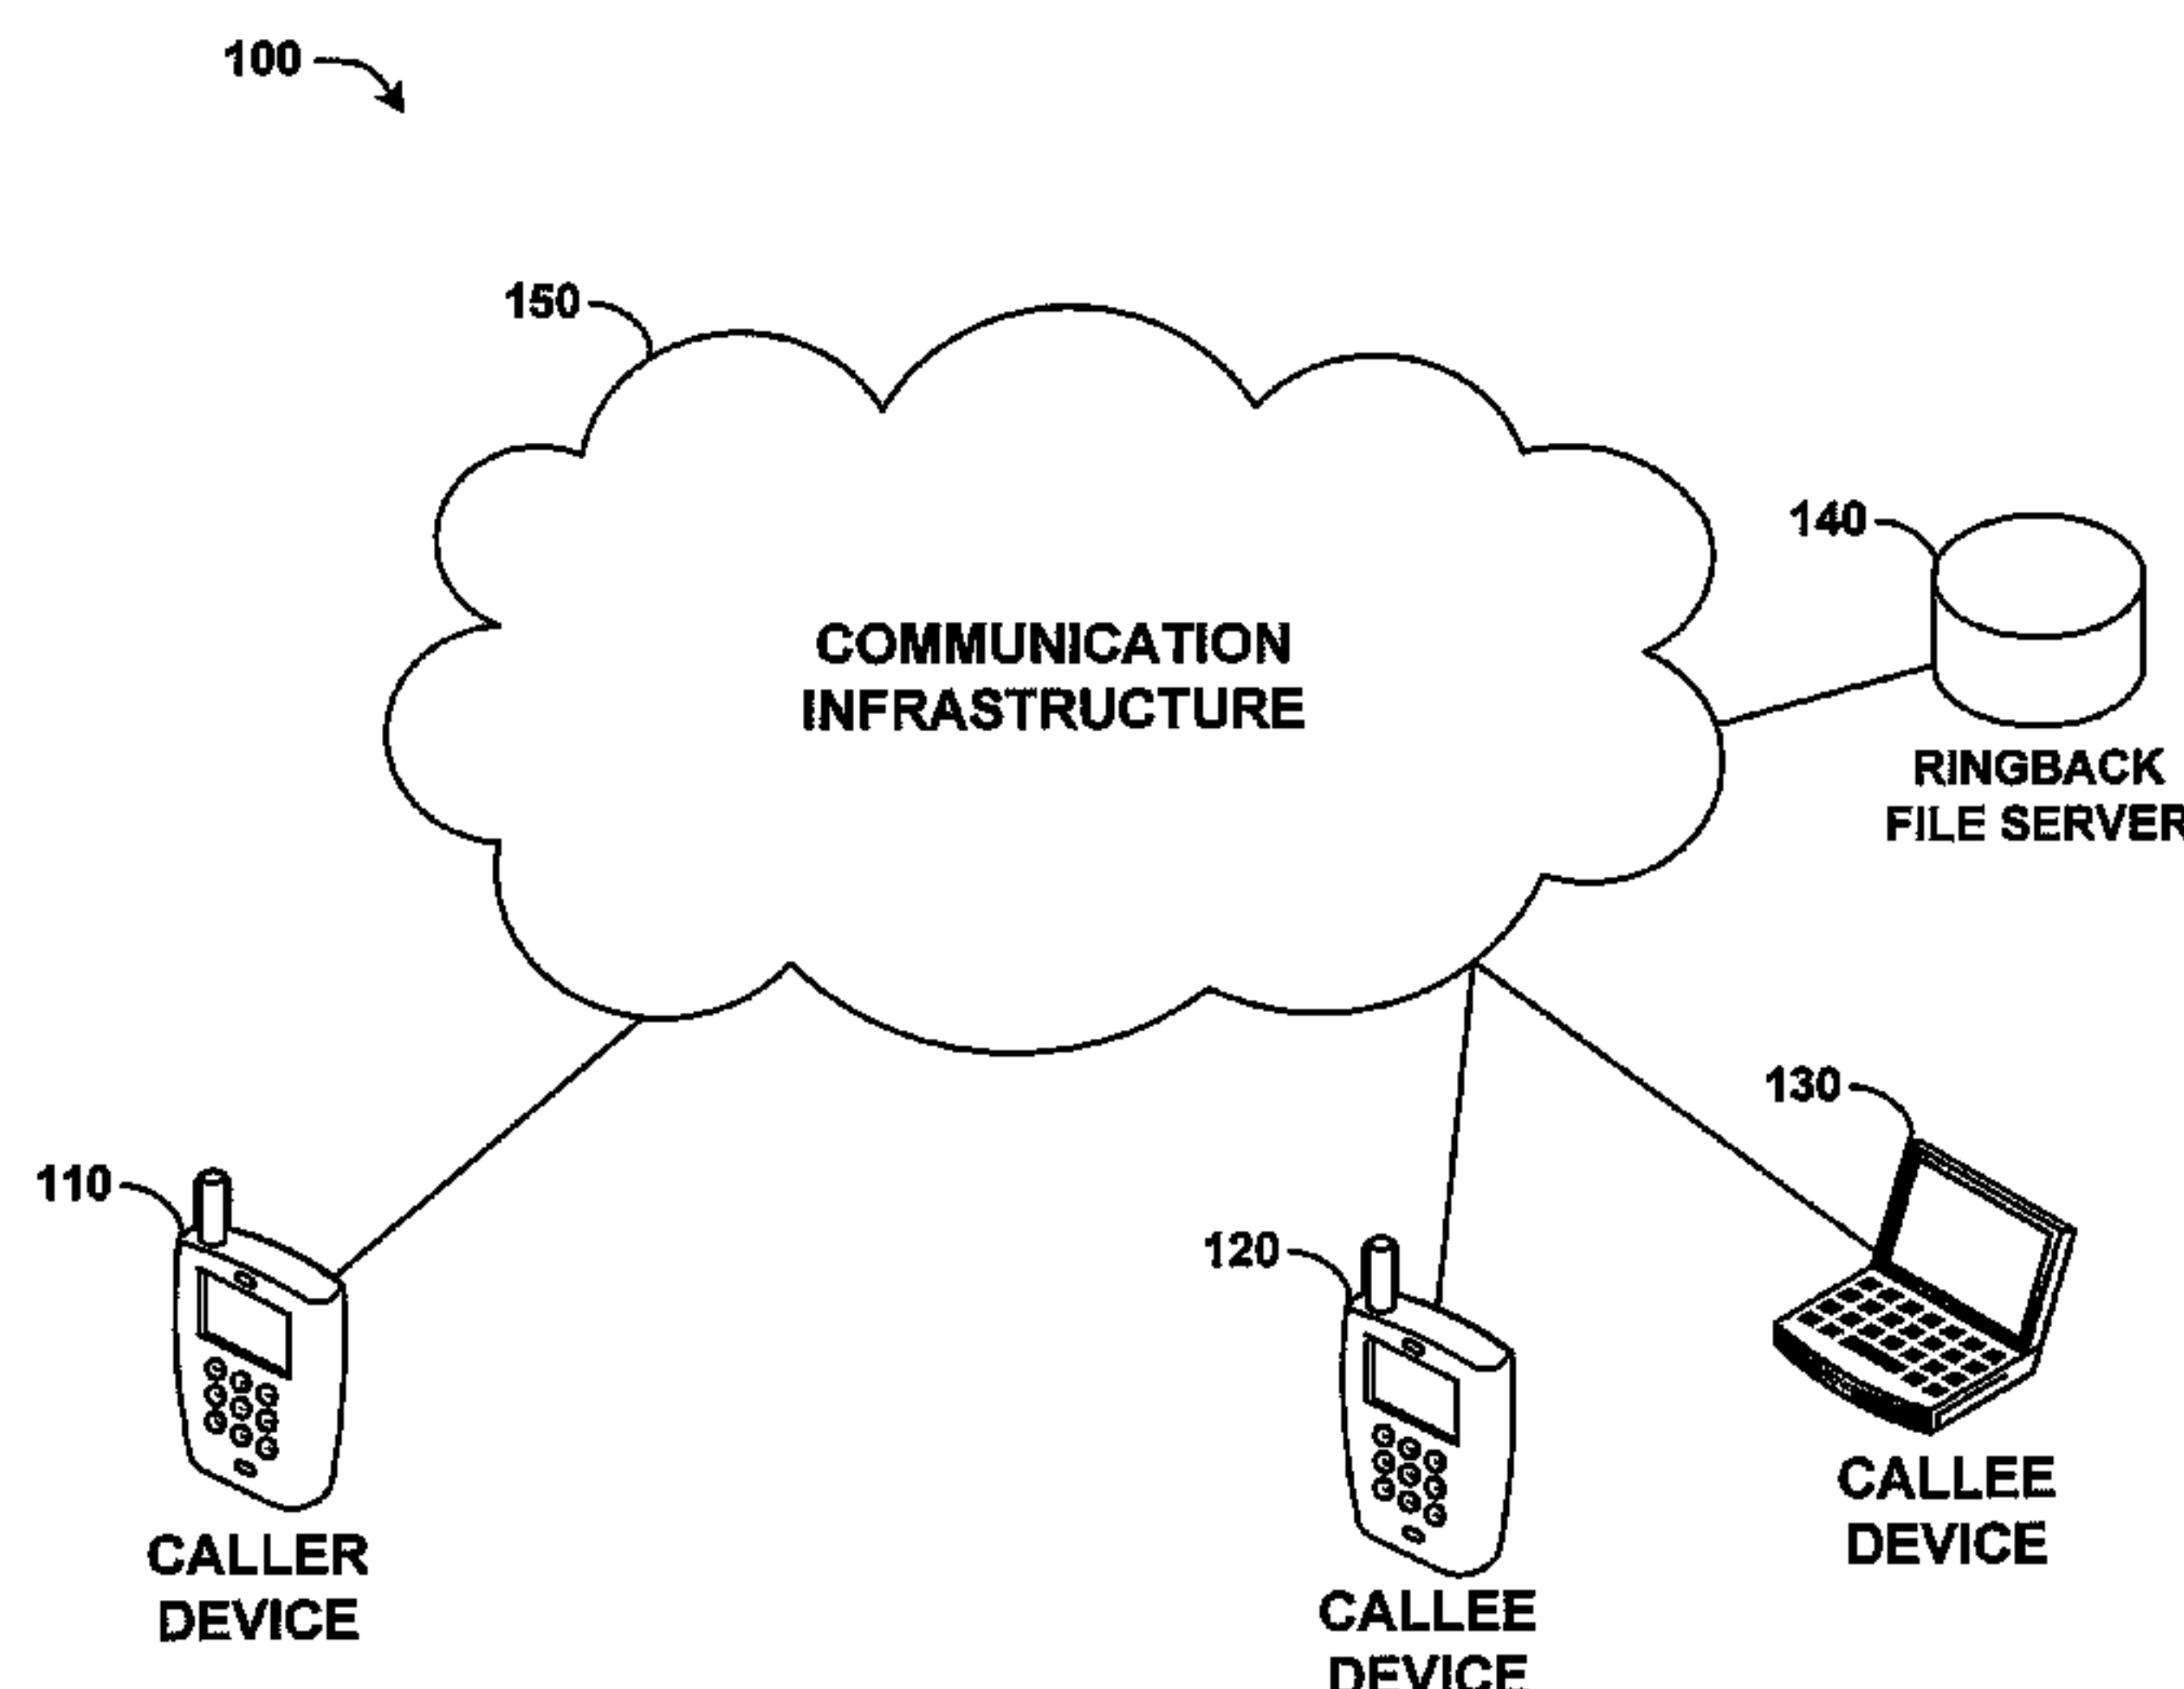 100
150
COMMUNICATION
INFRASTRUCTURE
140
RINGBACK
FILE SERVER
130
110
120
CALLEE
DEVICE
CALLER
DEVICE
CALLEE
DEVICE